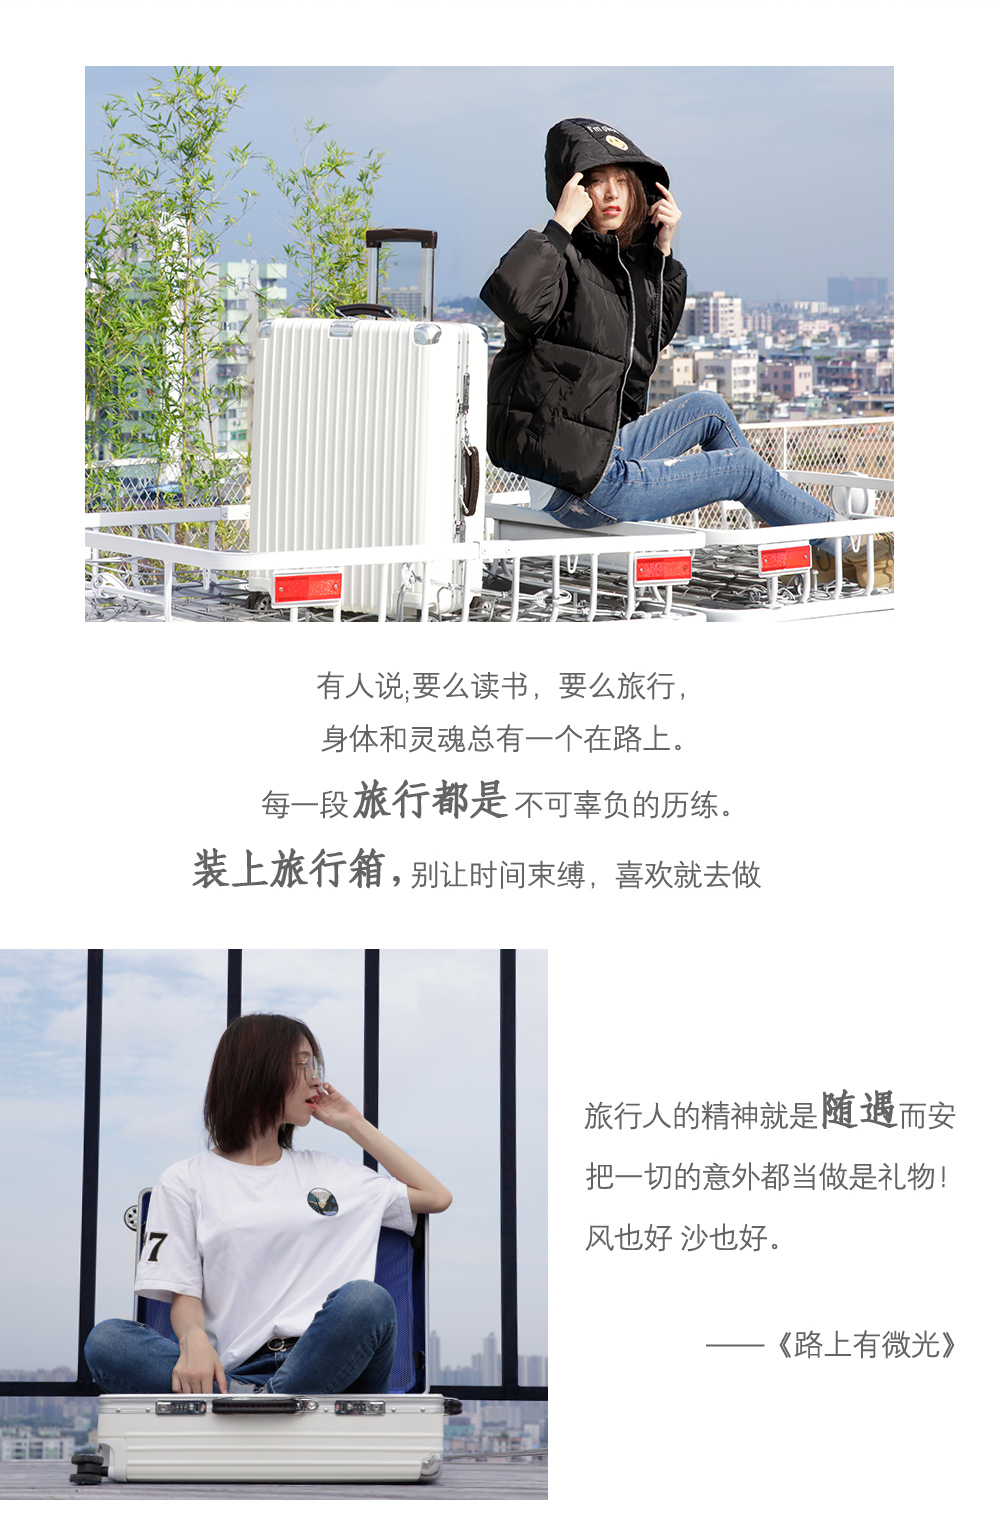 I'm
有人说;要么读书，要么旅行，
身体和灵魂总有一个在路上。
每一段旅行都是不可辜负的历练。
装上旅行箱，别让时间束缚，喜欢就去做
旅行人的精神就是随遇而安
把一切的意外都当做是礼物！
风也好 沙也好。
7
——《路上有微光》